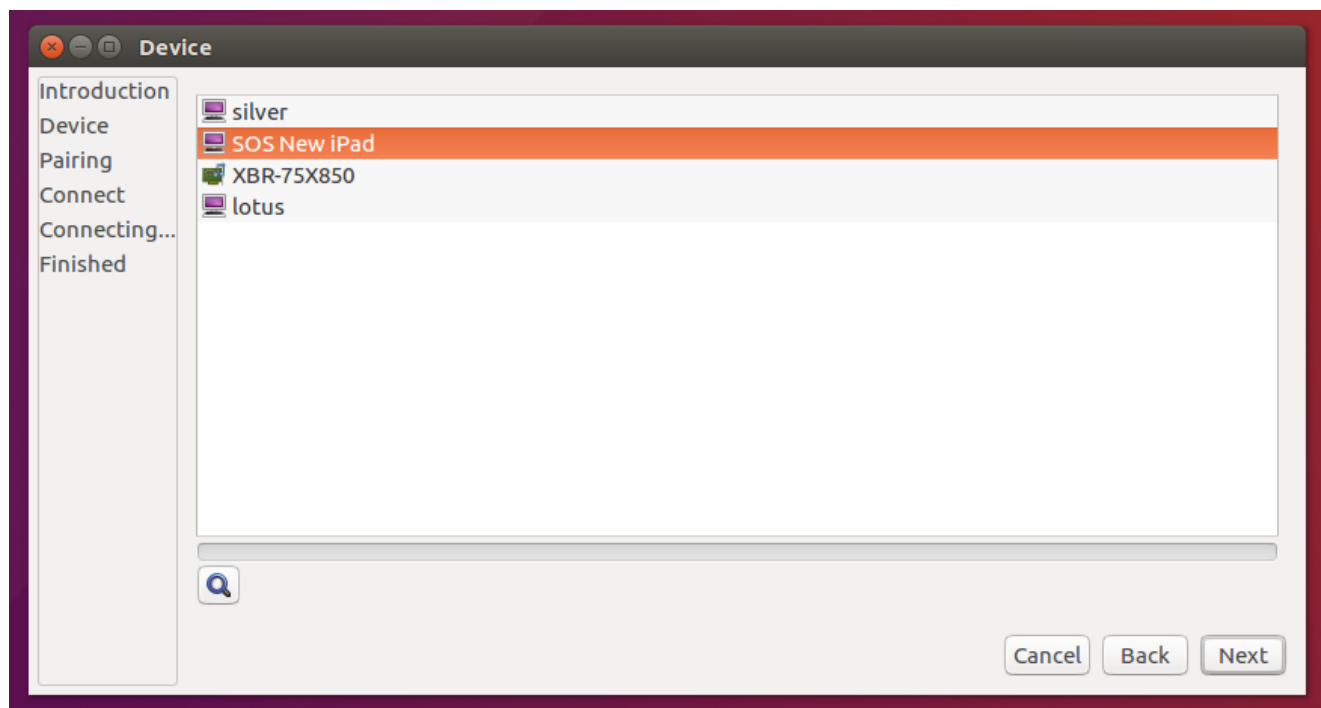 Device
Introduction
Device
Pairing
Connect
Connecting...
Finished
silver
SOS New iPad
XBR-75X850
lotus
Cancel
Back
Next